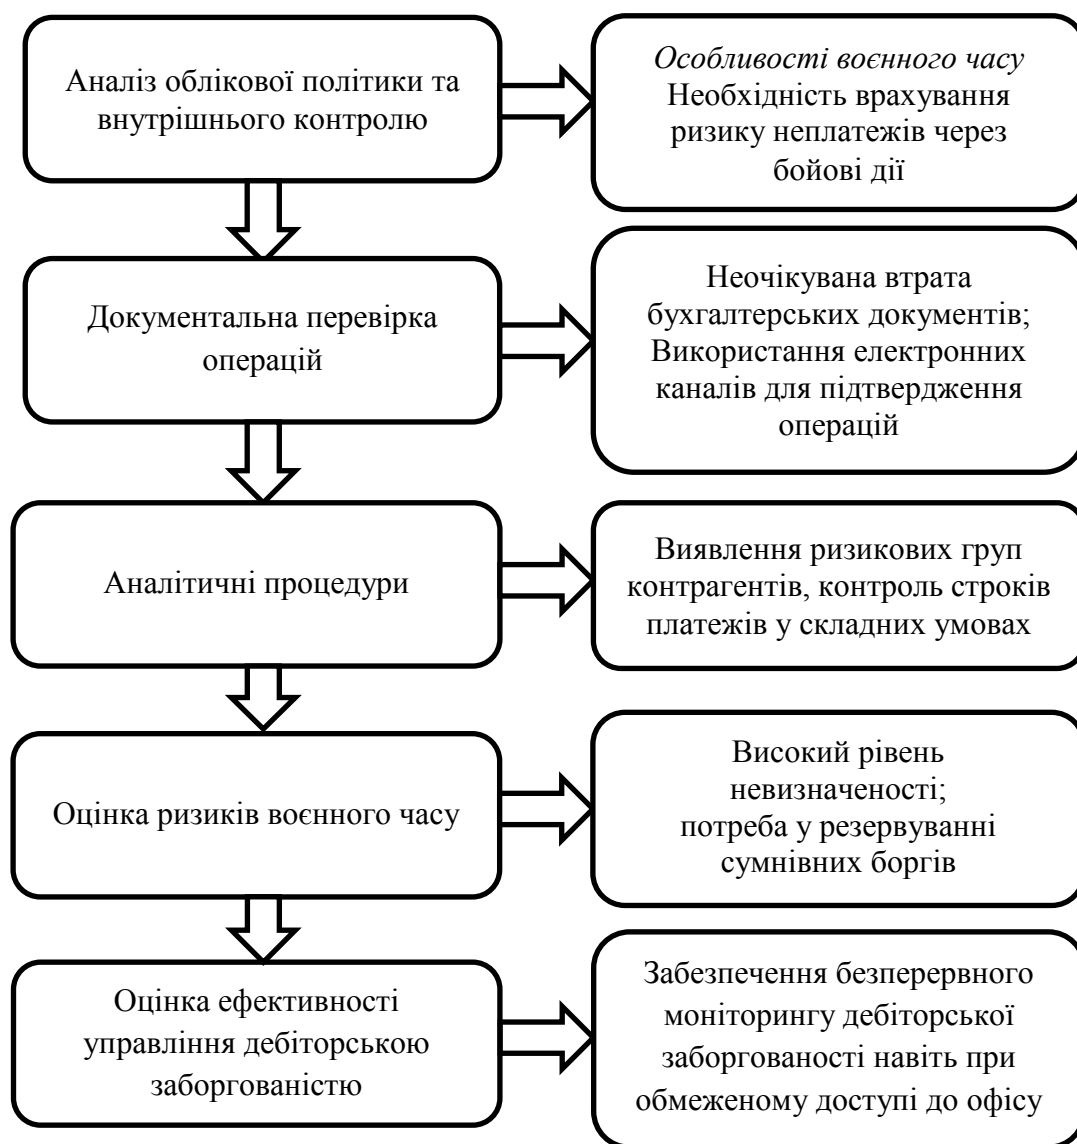 Аналіз облікової політики та
внутрішнього контролю
Особливості воєнного часу
Необхідність врахування
ризику неплатежів через
бойові дії
Документальна перевірка
операцій
Неочікувана втрата
бухгалтерських документів;
Використання електронних
каналів для підтвердження
операцій
Аналітичні процедури
Виявлення ризикових груп
контрагентів, контроль строків
платежів у складних умовах
Оцінка ризиків воєнного часу
Високий рівень
невизначеності;
потреба у резервуванні
сумнівних боргів
Оцінка ефективності
управління дебіторською
заборгованістю
Забезпечення безперервного
моніторингу дебіторської
заборгованості навіть при
обмеженому доступі до офісу